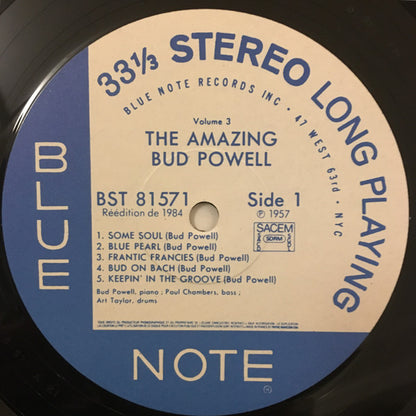 33⅓ STEREO LONG PLAYING
BLUE NOTE RECORDS INC • 47 WEST 63rd • NYC
Volume 3
THE AMAZING
BUD POWELL
BST 81571 Side 1
Réédition de 1984 ℗ 1957
SACEM
SDRM
1. SOME SOUL (Bud Powell)
2. BLUE PEARL (Bud Powell)
3. FRANTIC FRANCIES (Bud Powell)
4. BUD ON BACH (Bud Powell)
5. KEEPIN' IN THE GROOVE (Bud Powell)
Bud Powell, piano ; Paul Chambers, bass ;
Art Taylor, drums
BLUE
NOTE